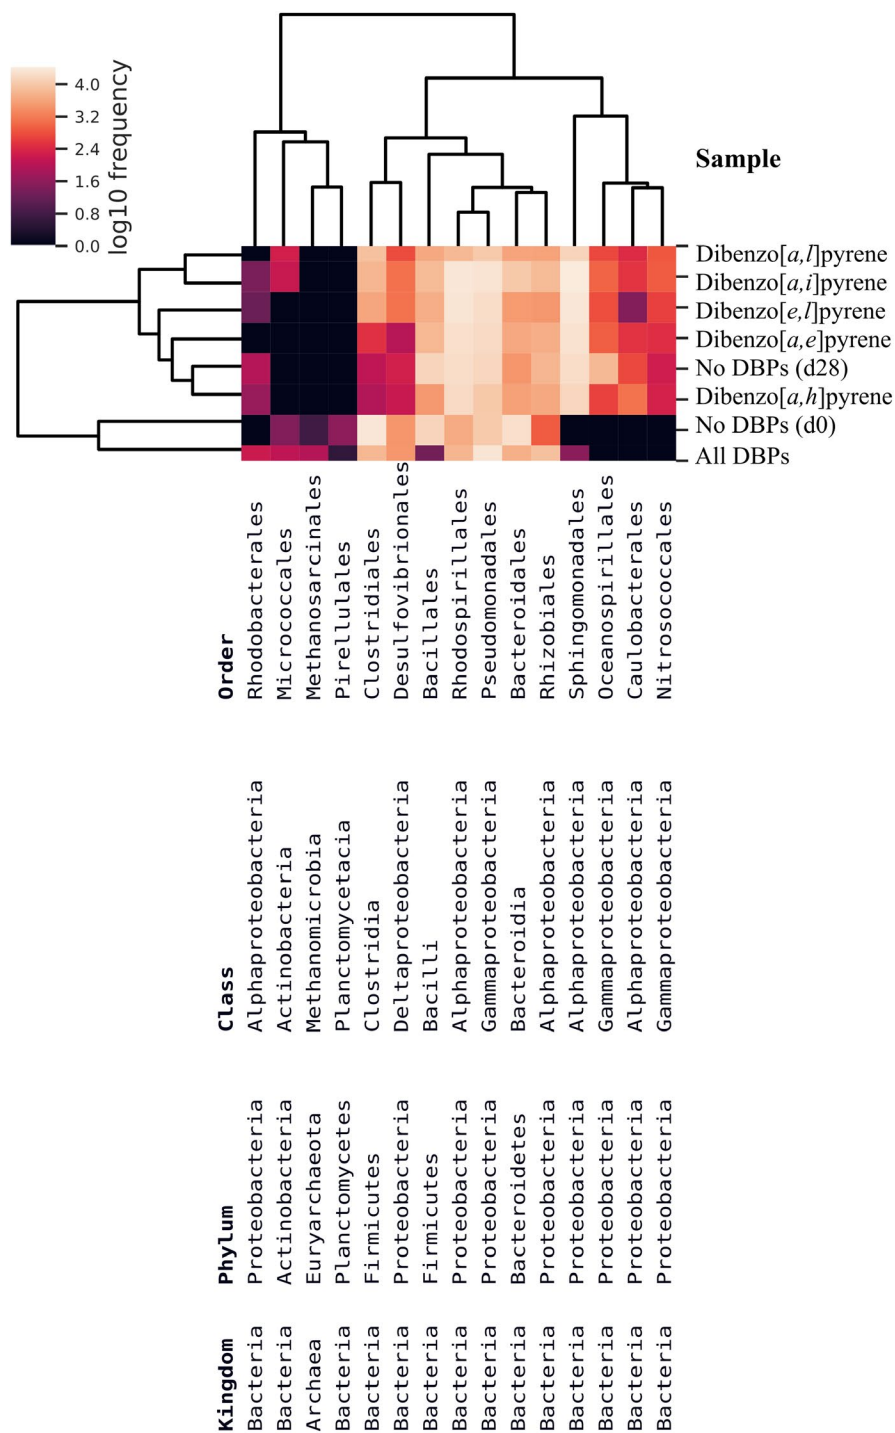 4.0
3.2
2.4
1.6
0.8
0.0
log10 frequency
Sample
Dibenzo[a,l]pyrene
Dibenzo[a,i]pyrene
Dibenzo[e,l]pyrene
Dibenzo[a,e]pyrene
No DBPs (d28)
Dibenzo[a,h]pyrene
No DBPs (d0)
All DBPs
Order
Rhodobacterales
Micrococcales
Methanosarcinales
Pirellulales
Clostridiales
Desulfovibrionales
Bacillales
Rhodospirillales
Pseudomonadales
Bacteroidales
Rhizobiales
Sphingomonadales
Oceanospirillales
Caulobacterales
Nitrosococcales
Class
Alphaproteobacteria
Actinobacteria
Methanomicrobia
Planctomycetacia
Clostridia
Deltaproteobacteria
Bacilli
Alphaproteobacteria
Gammaproteobacteria
Bacteroidia
Alphaproteobacteria
Alphaproteobacteria
Gammaproteobacteria
Alphaproteobacteria
Gammaproteobacteria
Phylum
Proteobacteria
Actinobacteria
Euryarchaeota
Planctomycetes
Firmicutes
Proteobacteria
Firmicutes
Proteobacteria
Proteobacteria
Bacteroidetes
Proteobacteria
Proteobacteria
Proteobacteria
Proteobacteria
Proteobacteria
Kingdom
Bacteria
Bacteria
Archaea
Bacteria
Bacteria
Bacteria
Bacteria
Bacteria
Bacteria
Bacteria
Bacteria
Bacteria
Bacteria
Bacteria
Bacteria